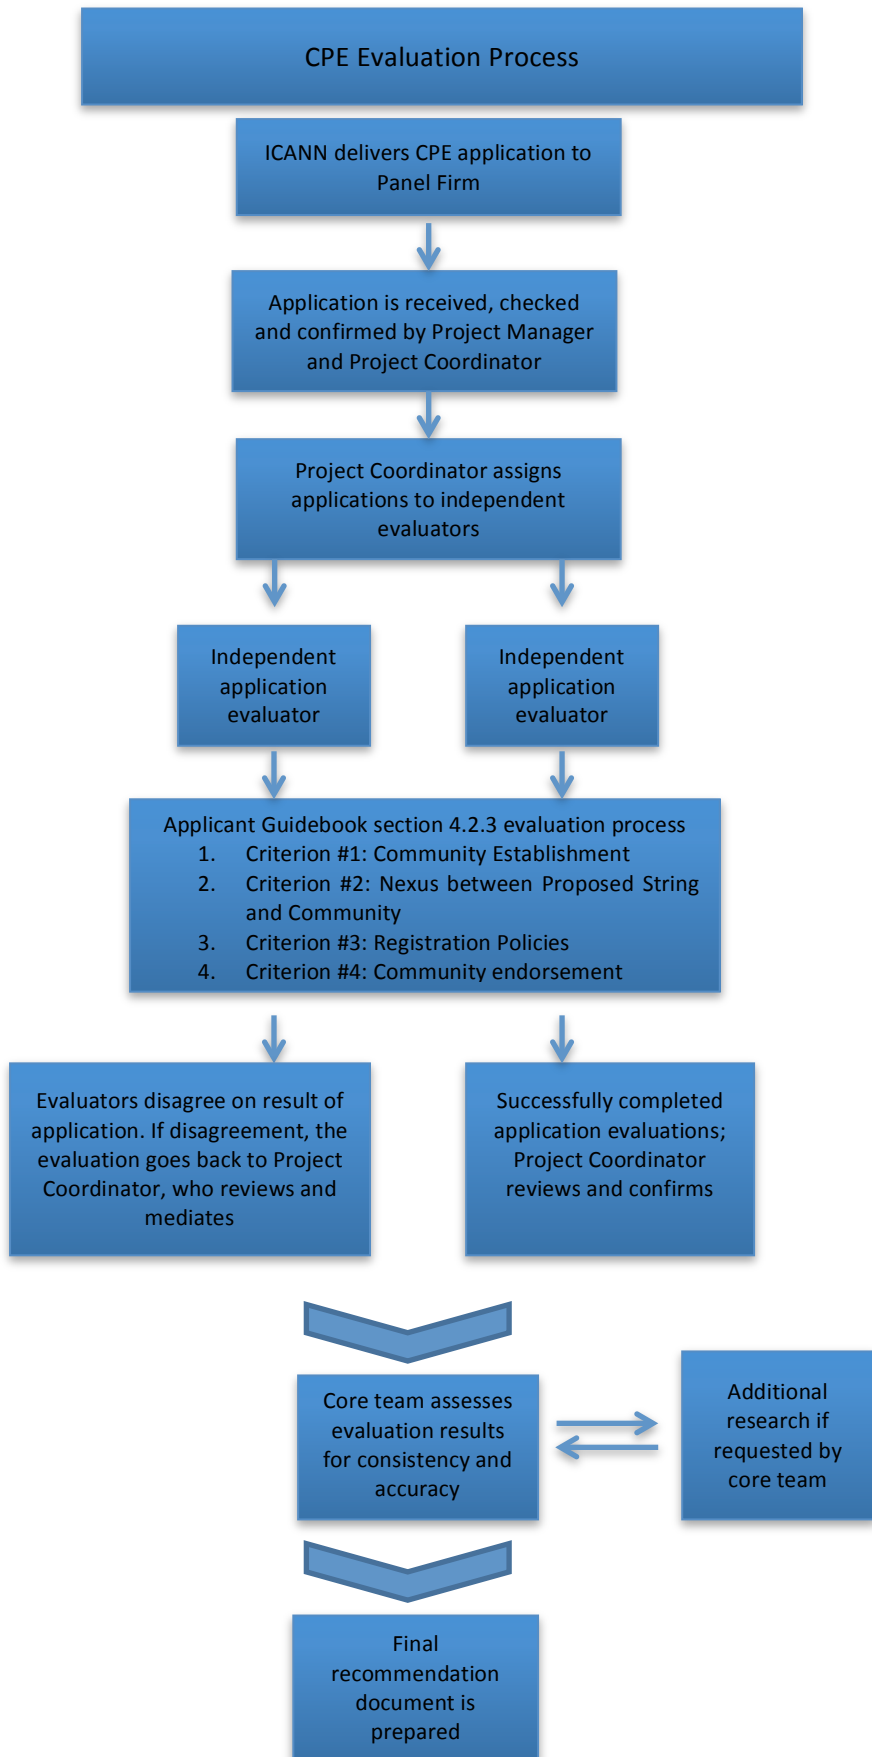 CPE Evaluation Process
ICANN delivers CPE application to
Panel Firm
Application is received, checked
and confirmed by Project Manager
and Project Coordinator
Project Coordinator assigns
applications to independent
evaluators
Independent
application
evaluator
Independent
application
evaluator
Applicant Guidebook section 4.2.3 evaluation process
1. Criterion #1: Community Establishment
2. Criterion #2: Nexus between Proposed String
and Community
3. Criterion #3: Registration Policies
4. Criterion #4: Community endorsement
Evaluators disagree on result of
application. If disagreement, the
evaluation goes back to Project
Coordinator, who reviews and
mediates
Successfully completed
application evaluations;
Project Coordinator
reviews and confirms
Core team assesses
evaluation results
for consistency and
accuracy
Additional
research if
requested by
core team
Final
recommendation
document is
prepared